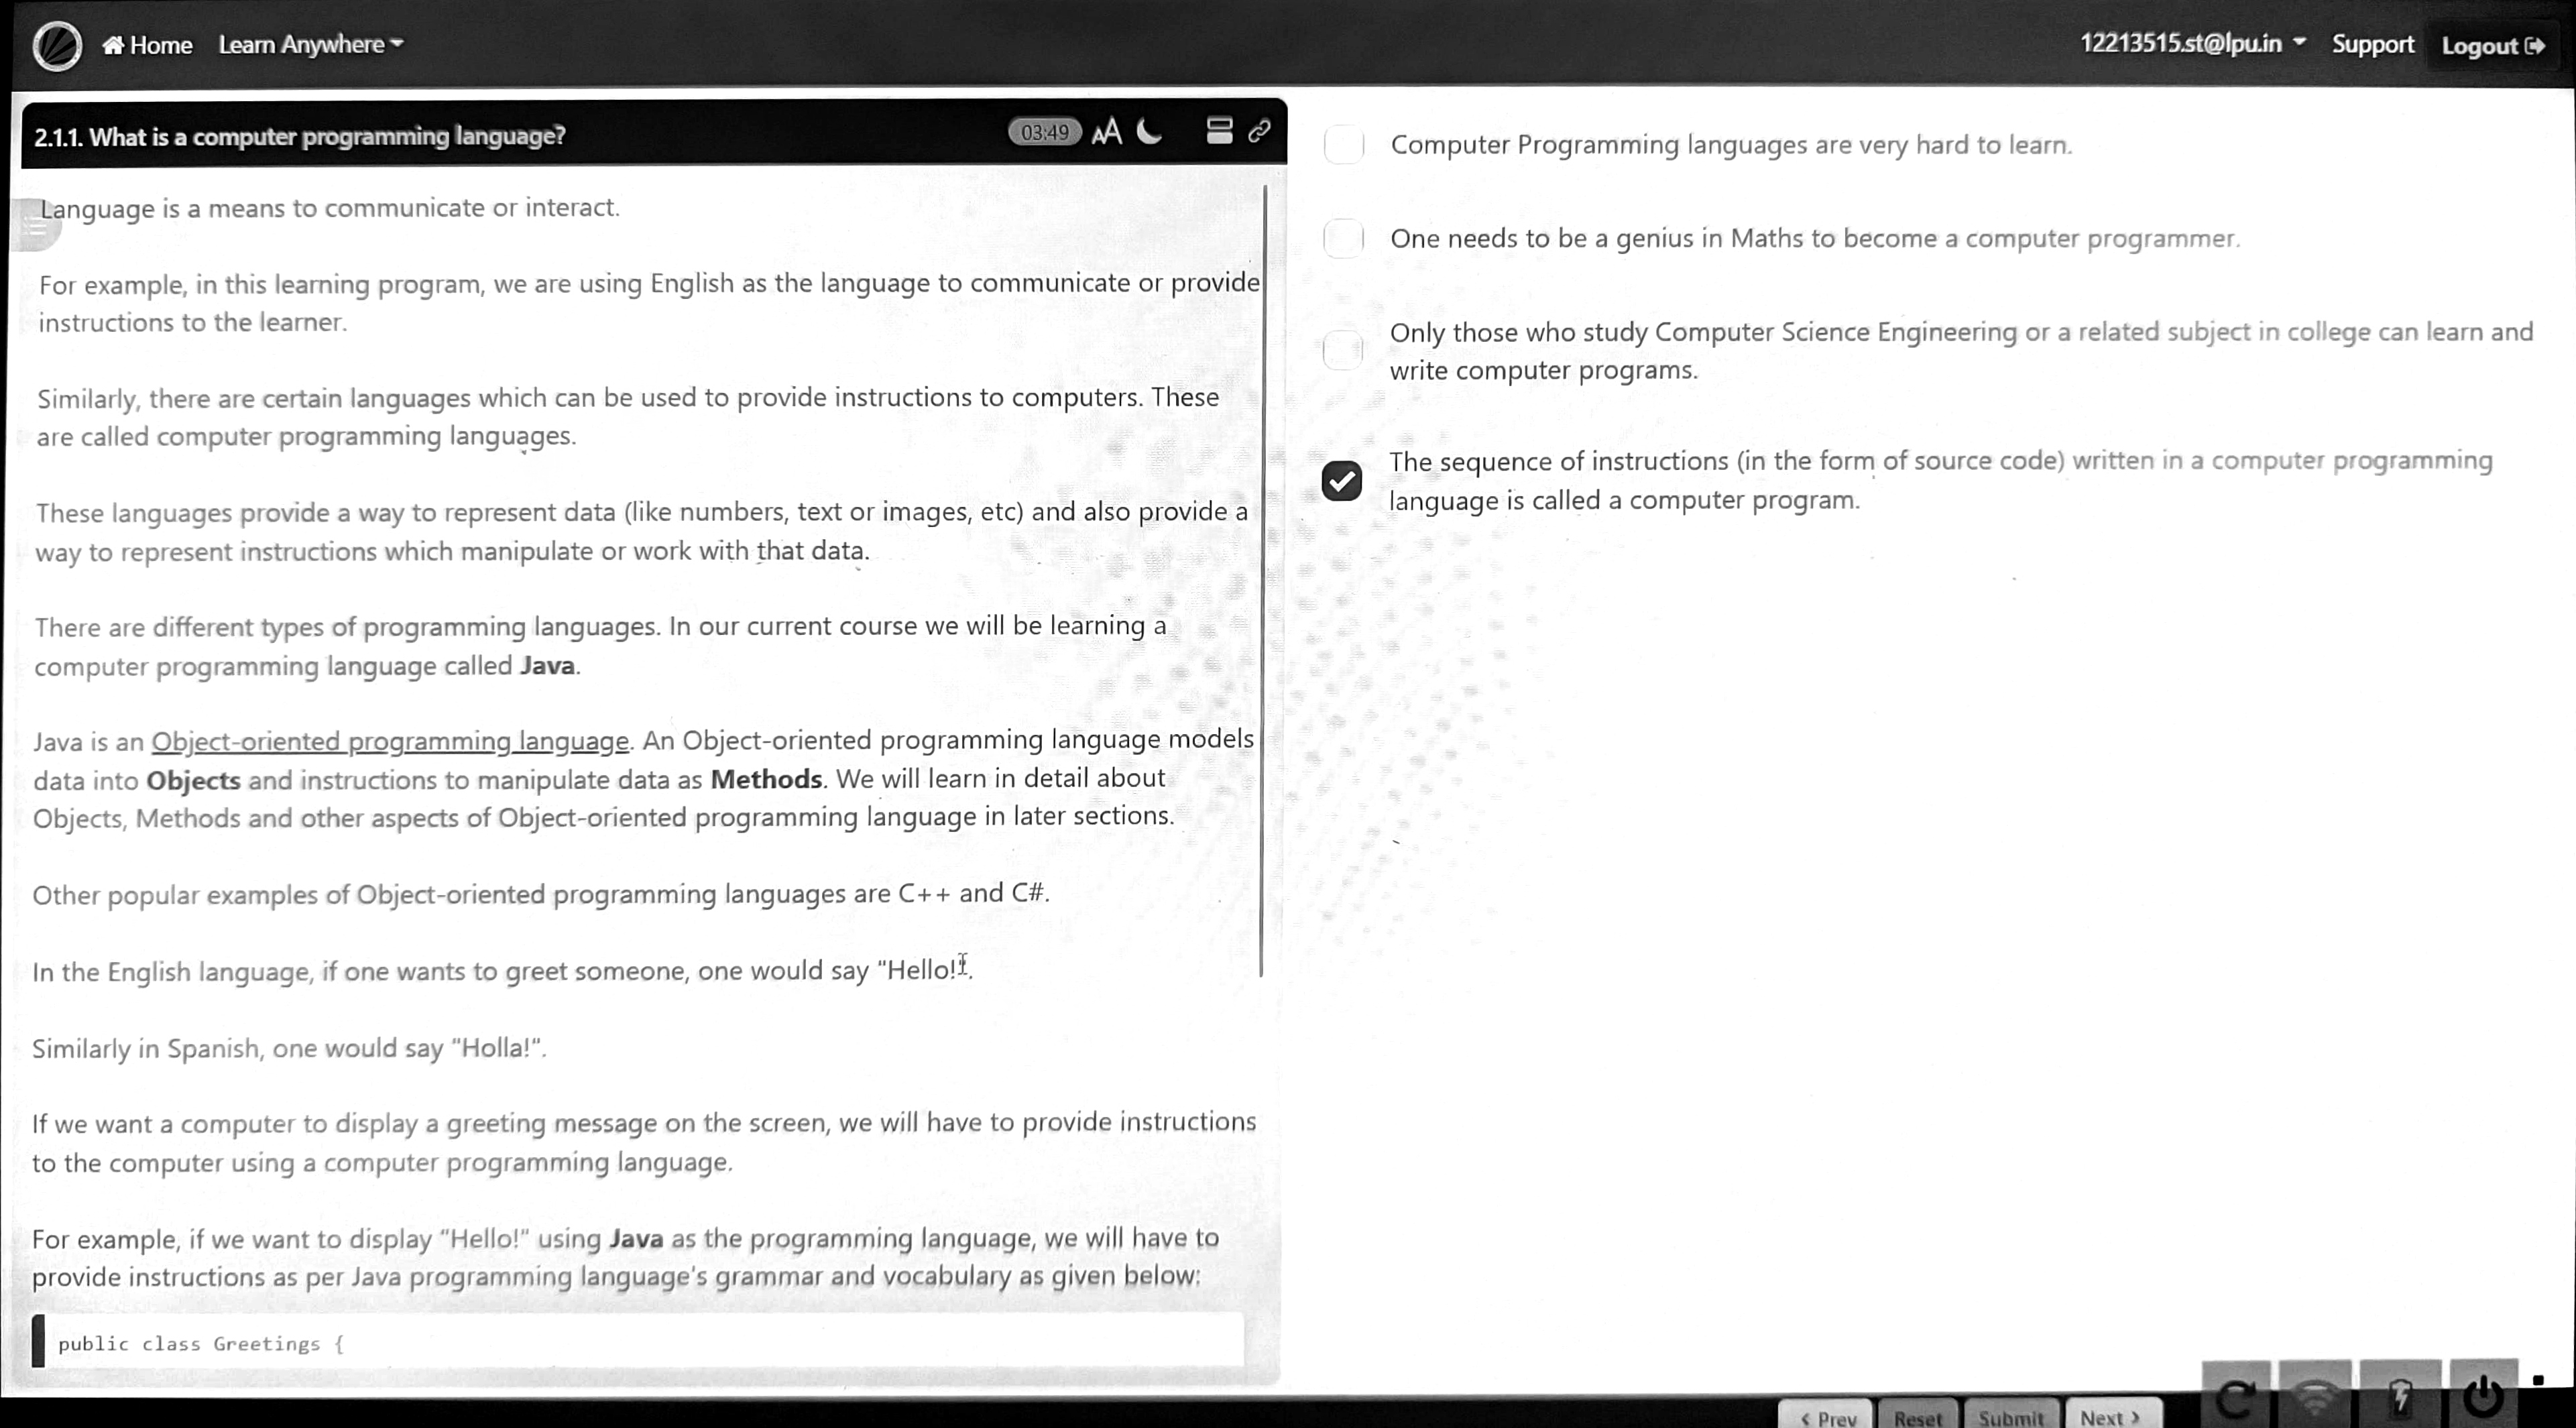 Home Learn Anywhere 12213515.st@lpu.in Support Logout
2.1.1. What is a computer programming language? 03:49 AA
Language is a means to communicate or interact.
For example, in this learning program, we are using English as the language to communicate or provide
instructions to the learner.
Similarly, there are certain languages which can be used to provide instructions to computers. These
are called computer programming languages.
These languages provide a way to represent data (like numbers, text or images, etc) and also provide a
way to represent instructions which manipulate or work with that data.
There are different types of programming languages. In our current course we will be learning a
computer programming language called Java.
Java is an Object-oriented programming language. An Object-oriented programming language models
data into Objects and instructions to manipulate data as Methods. We will learn in detail about
Objects, Methods and other aspects of Object-oriented programming language in later sections.
Other popular examples of Object-oriented programming languages are C++ and C#.
In the English language, if one wants to greet someone, one would say "Hello!".
Similarly in Spanish, one would say "Holla!".
If we want a computer to display a greeting message on the screen, we will have to provide instructions
to the computer using a computer programming language.
For example, if we want to display "Hello!" using Java as the programming language, we will have to
provide instructions as per Java programming language's grammar and vocabulary as given below:
public class Greetings {
Computer Programming languages are very hard to learn.
One needs to be a genius in Maths to become a computer programmer.
Only those who study Computer Science Engineering or a related subject in college can learn and
write computer programs.
The sequence of instructions (in the form of source code) written in a computer programming
language is called a computer program.
< Prev Reset Submit Next >